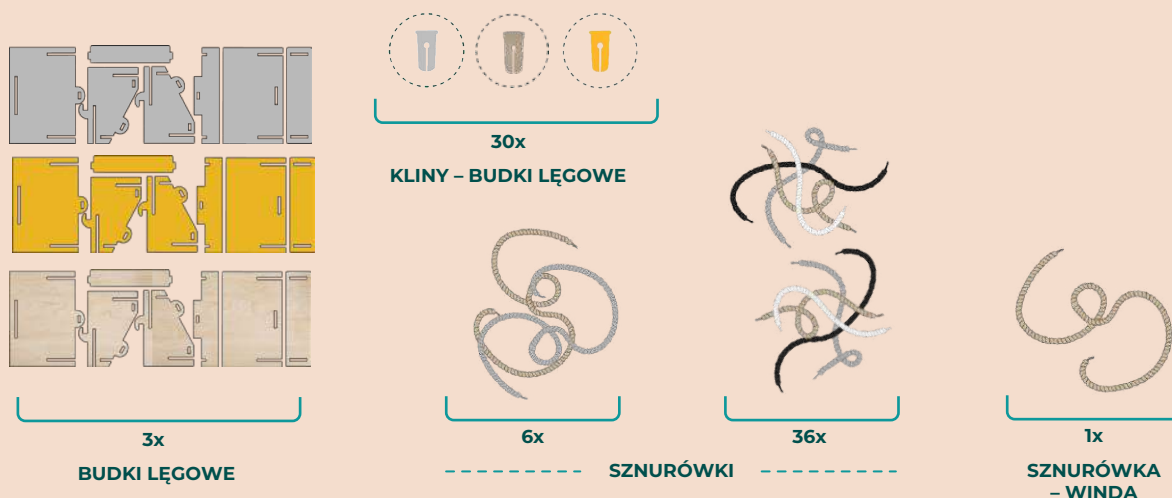 30x
KLINY – BUDKI LĘGOWE
3x
BUDKI LĘGOWE
6x
36x
SZNURÓWKI
1x
SZNURÓWKA
– WINDA